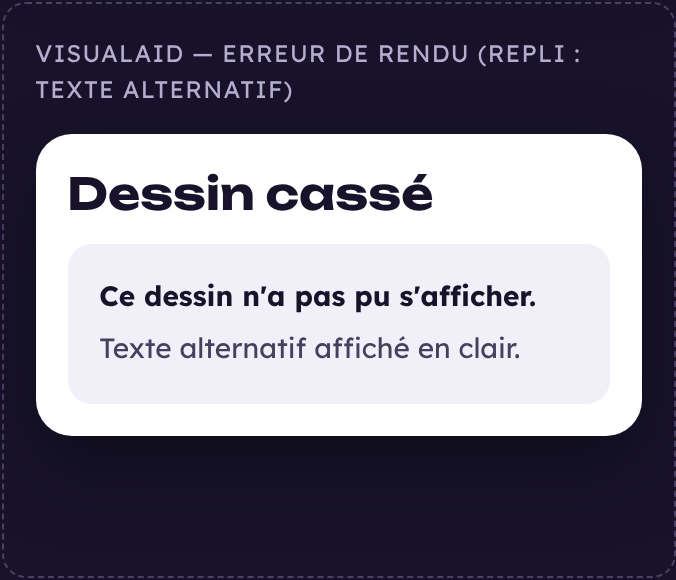 VISUALAID — ERREUR DE RENDU (REPLI :
TEXTE ALTERNATIF)
Dessin cassé
Ce dessin n'a pas pu s'afficher.
Texte alternatif affiché en clair.